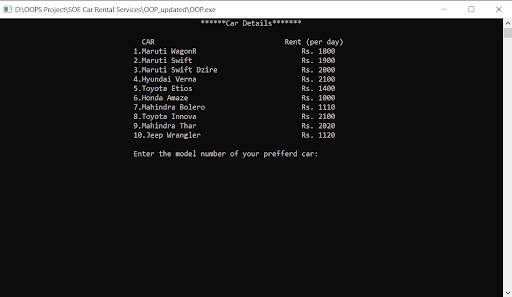 D:\OOPS Project\SOE Car Rental Services\OOP_updated\OOP.exe
******Car Details*******
CAR Rent (per day)
1.Maruti WagonR Rs. 1800
2.Maruti Swift Rs. 1900
3.Maruti Swift Dzire Rs. 2000
4.Hyundai Verna Rs. 2100
5.Toyota Etios Rs. 1400
6.Honda Amaze Rs. 1000
7.Mahindra Bolero Rs. 1110
8.Toyota Innova Rs. 2100
9.Mahindra Thar Rs. 2020
10.Jeep Wrangler Rs. 1120
Enter the model number of your prefferd car: